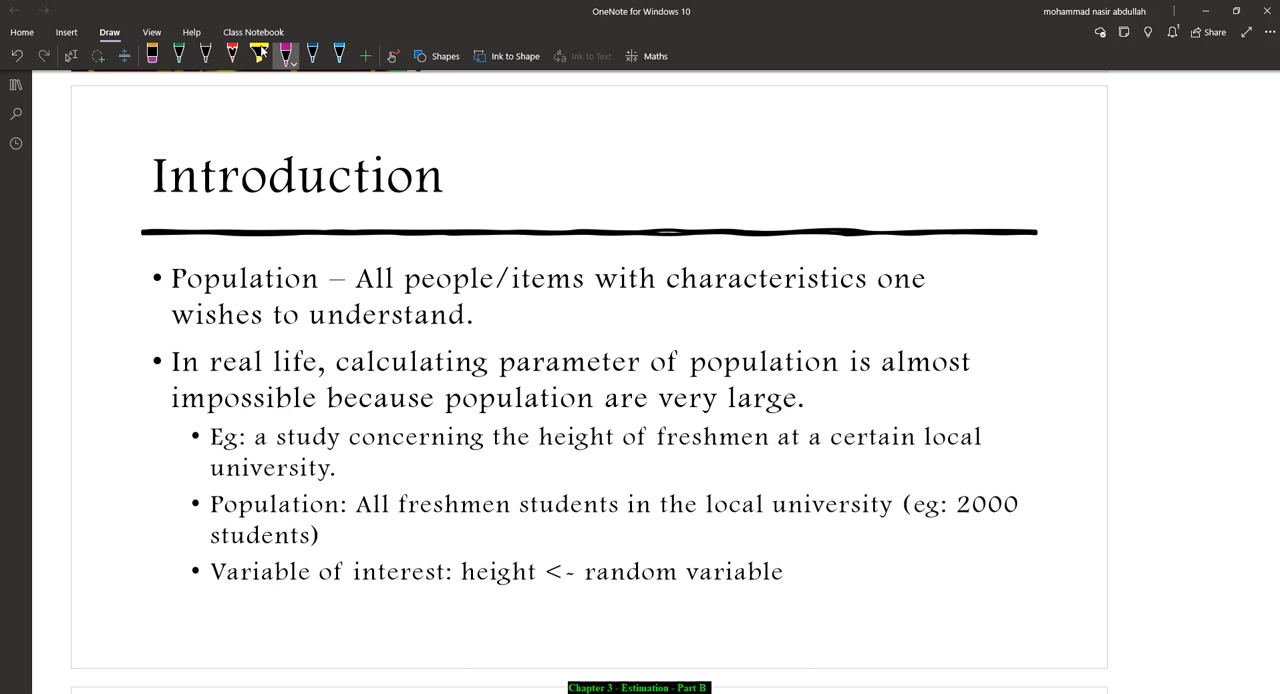 OneNote for Windows 10
mohammad nasir abdullah
Home Insert Draw View Help Class Notebook
1 Share
Shapes Ink to Shape Ink to Text Maths
Introduction
• Population – All people/items with characteristics one
wishes to understand.
• In real life, calculating parameter of population is almost
impossible because population are very large.
• Eg: a study concerning the height of freshmen at a certain local
university.
• Population: All freshmen students in the local university (eg: 2000
students)
• Variable of interest: height <- random variable
Chapter 3 - Estimation - Part B